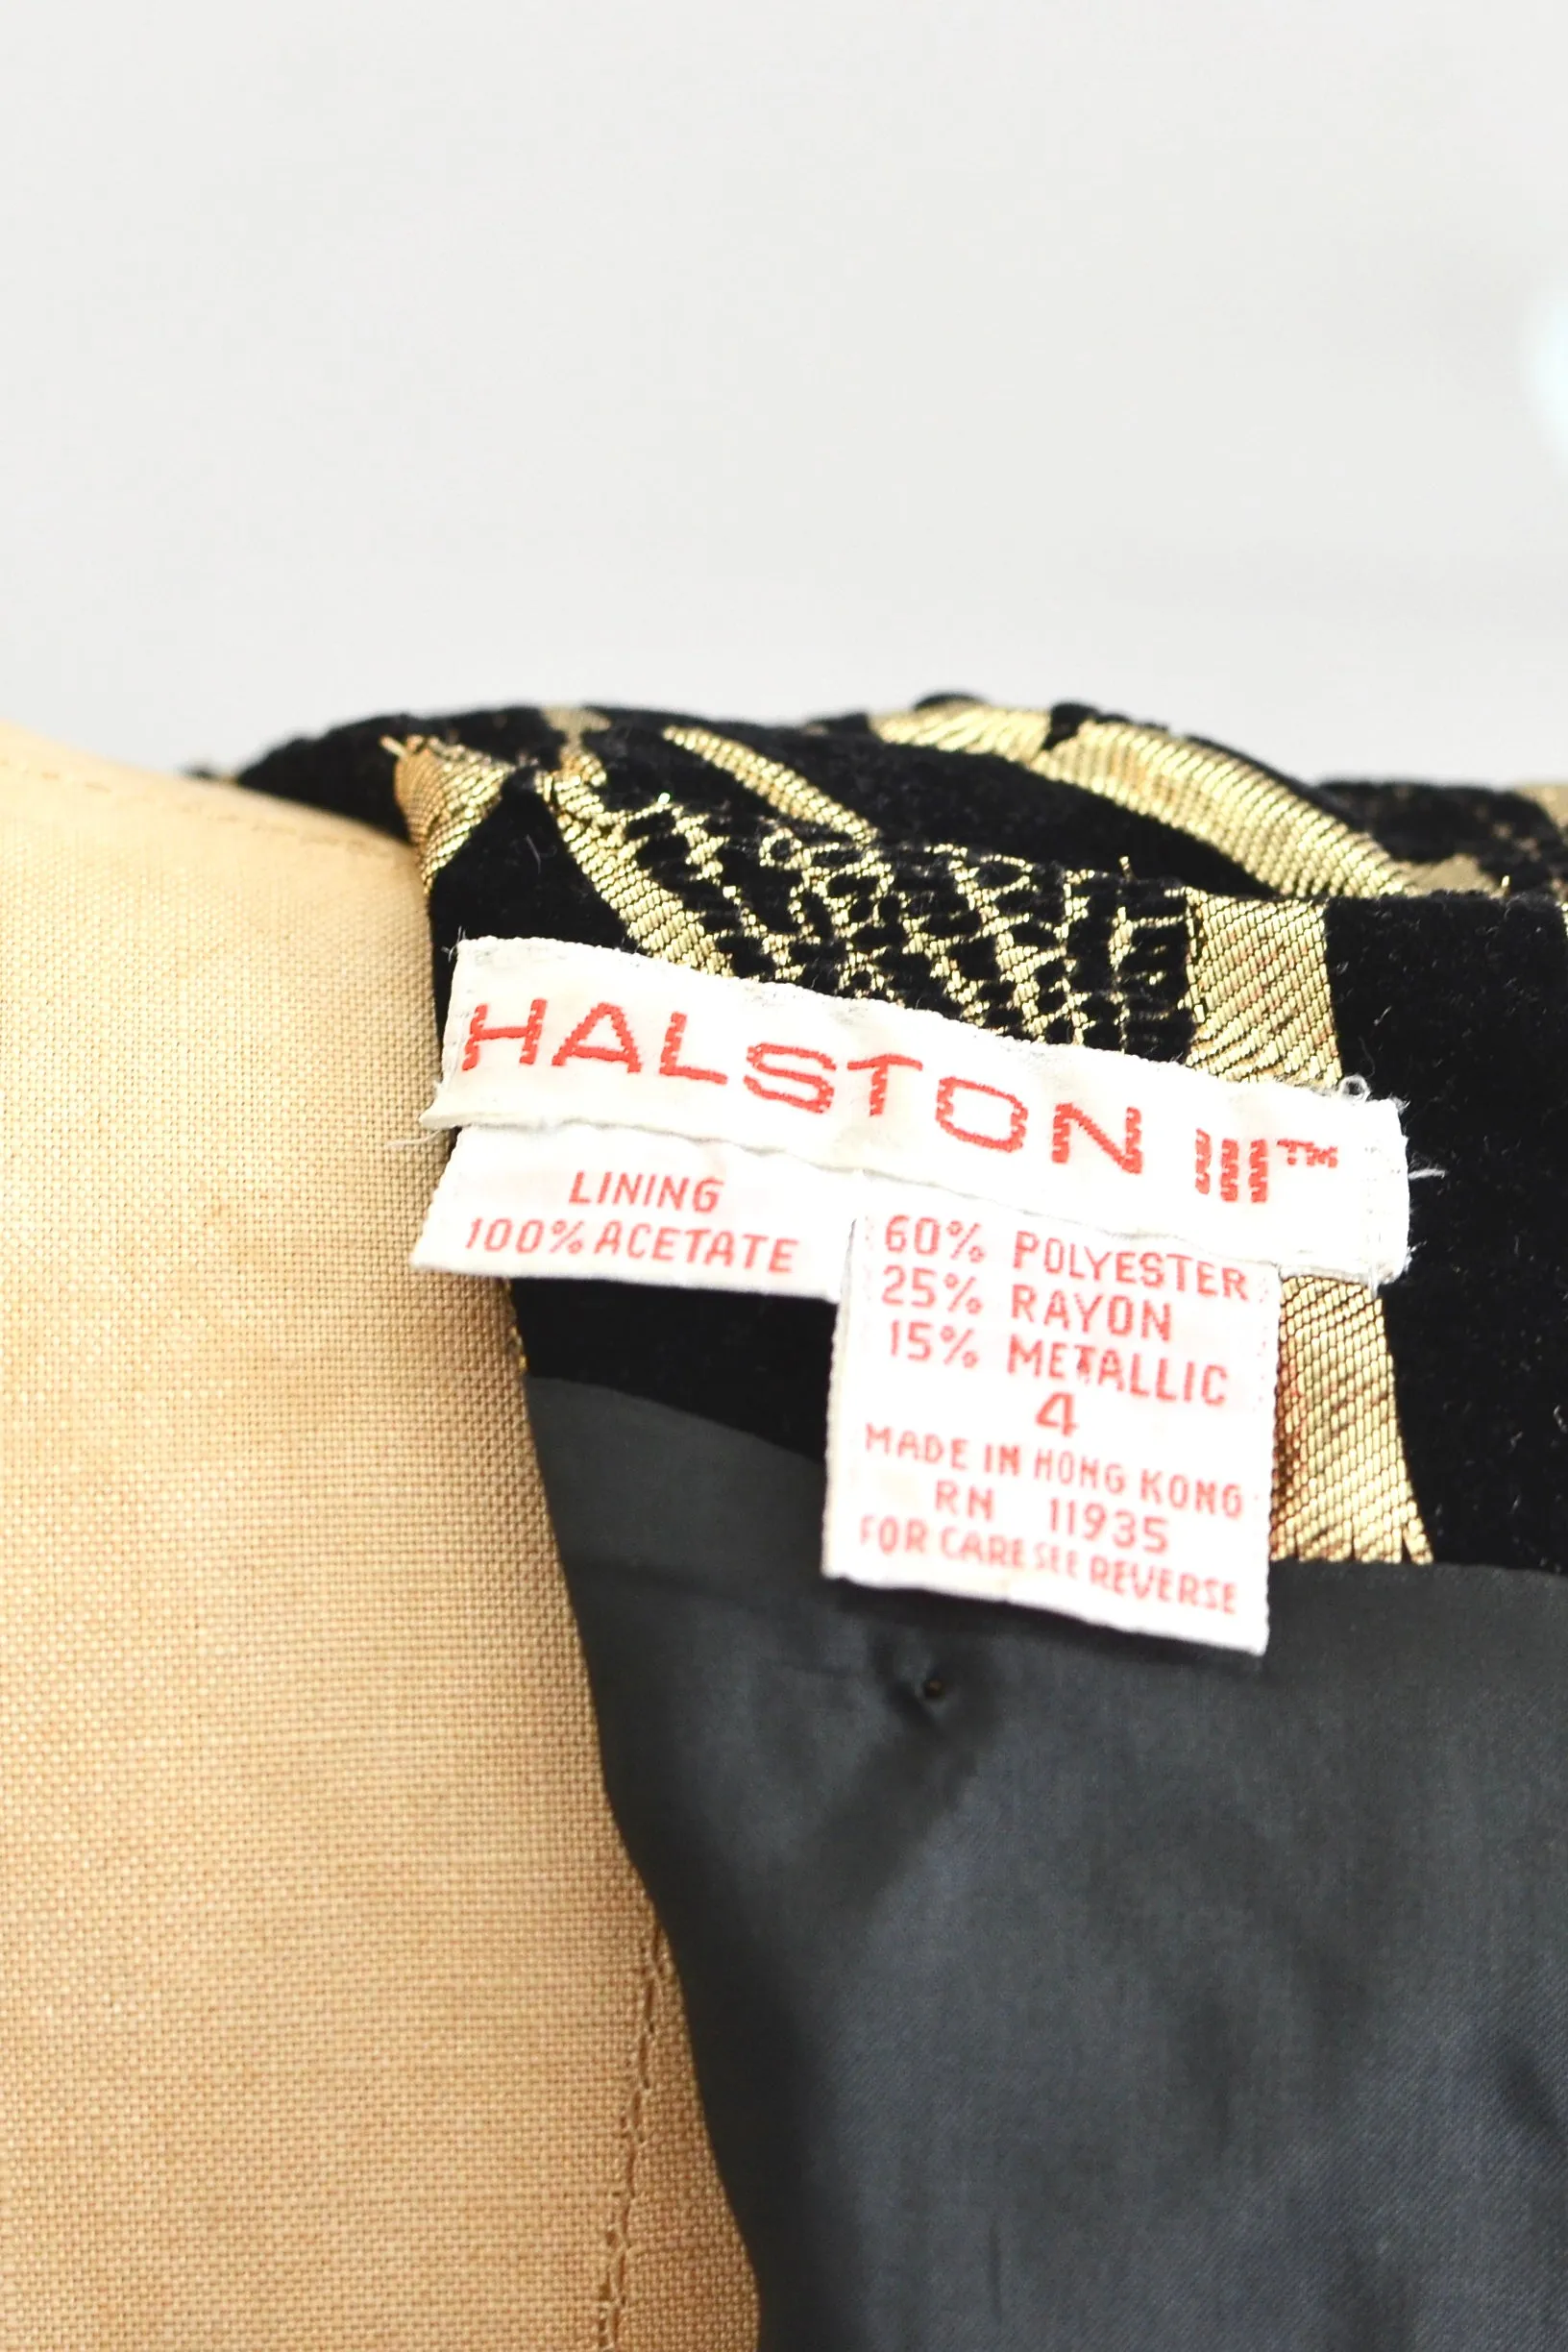 HALSTON III™
LINING
100% ACETATE
60% POLYESTER
25% RAYON
15% METALLIC
4
MADE IN HONG KONG
RN 11935
FOR CARE SEE REVERSE